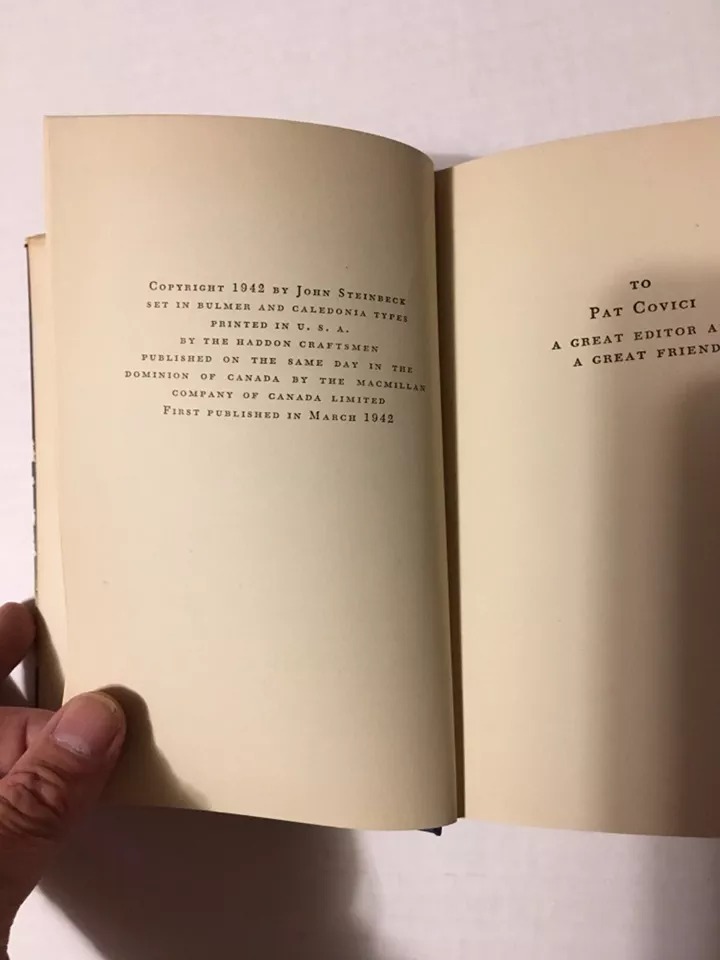 Copyright 1942 by John Steinbeck
set in bulmer and caledonia types
printed in U. S. A.
by the haddon craftsmen
published on the same day in the
dominion of canada by the macmillan
company of canada limited
First published in March 1942
to
Pat Covici
a great editor
a great friend